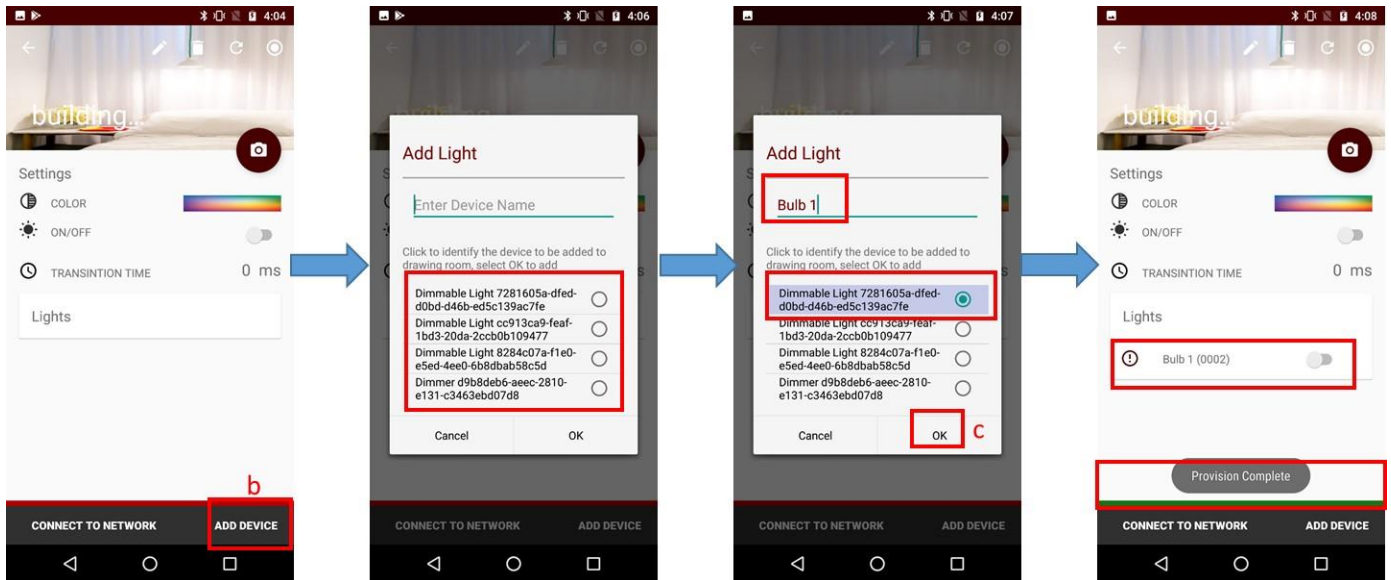 4:04
building...
Settings
COLOR
ON/OFF
TRANSINTION TIME 0 ms
Lights
b
CONNECT TO NETWORK ADD DEVICE
4:06
Add Light
Enter Device Name
Click to identify the device to be added to
drawing room, select OK to add
Dimmable Light 7281605a-dfed-
d0bd-d46b-ed5c139ac7fe
Dimmable Light cc913ca9-feaf-
1bd3-20da-2ccb0b109477
Dimmable Light 8284c07a-f1e0-
e5ed-4ee0-6b8dbab58c5d
Dimmer d9b8deb6-aeec-2810-
e131-c3463ebd07d8
Cancel OK
CONNECT TO NETWORK ADD DEVICE
4:07
Add Light
Bulb 1
Click to identify the device to be added to
drawing room, select OK to add
Dimmable Light 7281605a-dfed-
d0bd-d46b-ed5c139ac7fe
Dimmable Light cc913ca9-feaf-
1bd3-20da-2ccb0b109477
Dimmable Light 8284c07a-f1e0-
e5ed-4ee0-6b8dbab58c5d
Dimmer d9b8deb6-aeec-2810-
e131-c3463ebd07d8
Cancel OK c
CONNECT TO NETWORK ADD DEVICE
4:08
building...
Settings
COLOR
ON/OFF
TRANSINTION TIME 0 ms
Lights
Bulb 1 (0002)
Provision Complete
CONNECT TO NETWORK ADD DEVICE